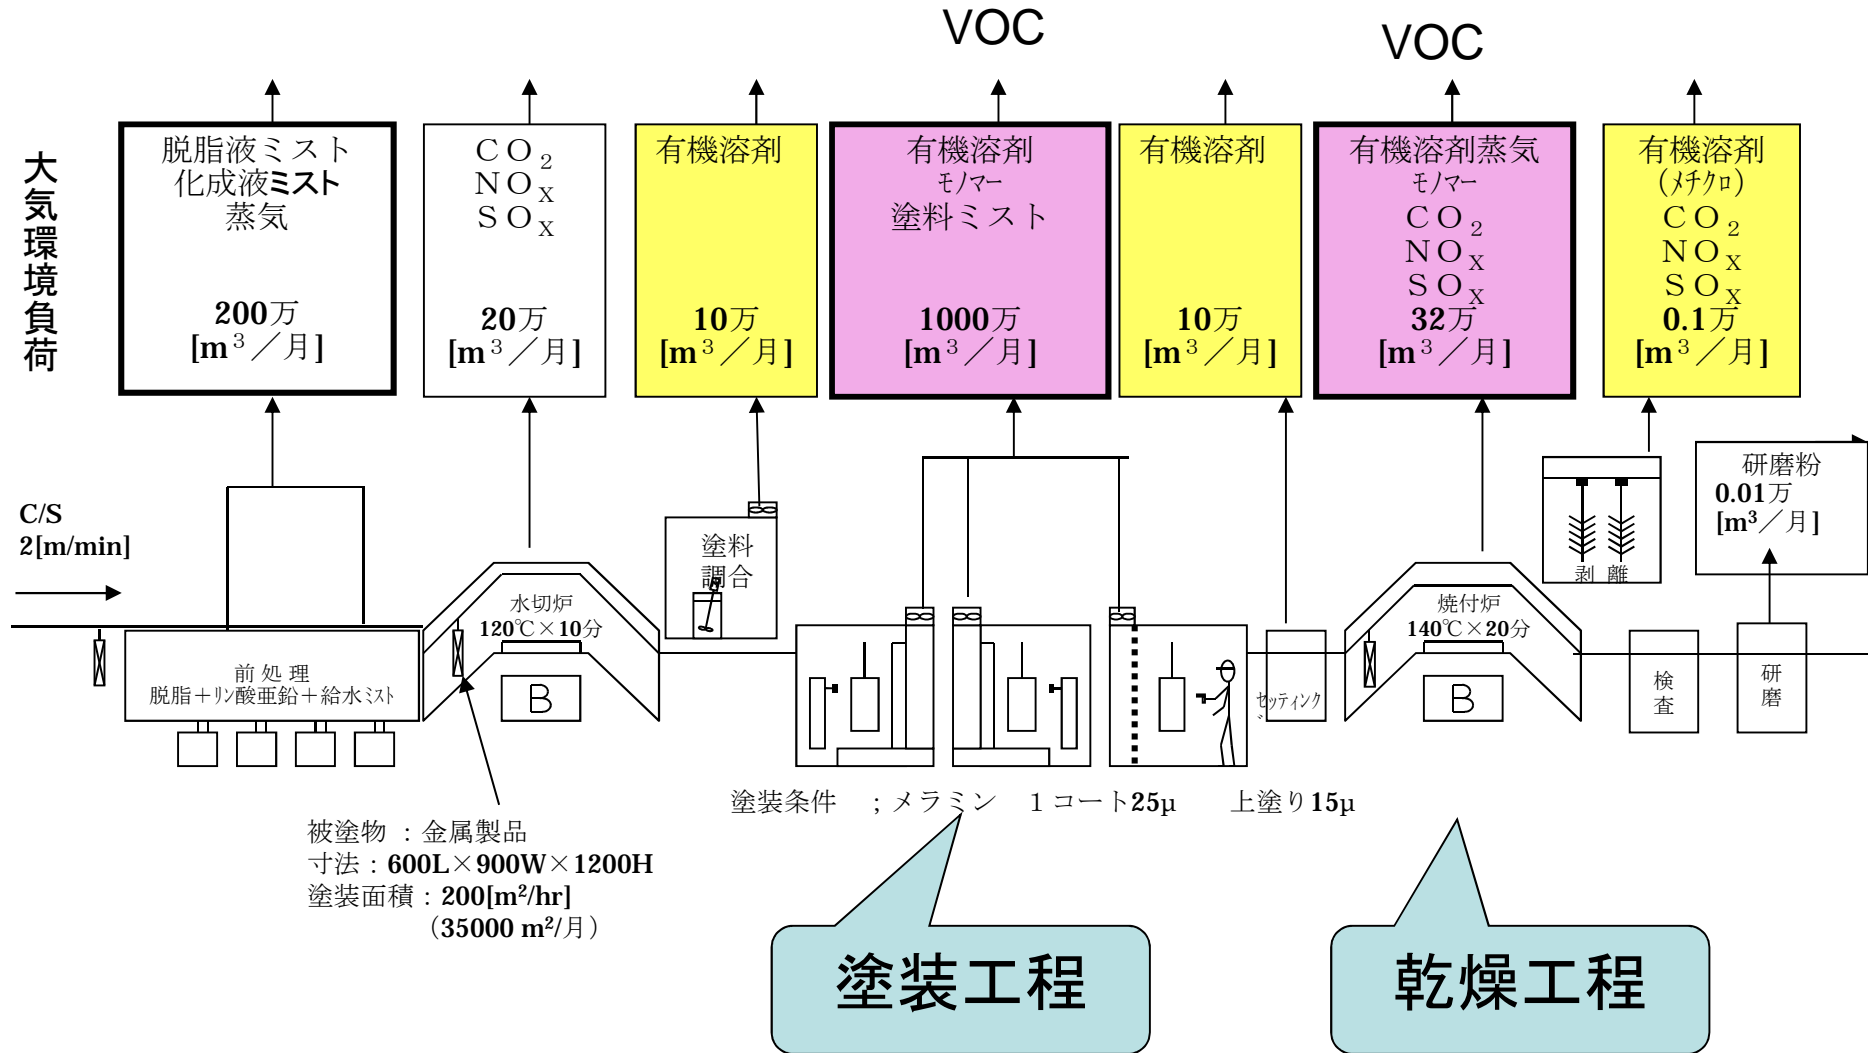 VOC
VOC
大気環境負荷
脱脂液ミスト
化成液ミスト
蒸気
200万
[m³／月]
ＣＯ₂
ＮＯX
ＳＯX
20万
[m³／月]
有機溶剤
10万
[m³／月]
有機溶剤
ﾓﾉﾏｰ
塗料ミスト
1000万
[m³／月]
有機溶剤
10万
[m³／月]
有機溶剤蒸気
ﾓﾉﾏｰ
ＣＯ₂
ＮＯX
ＳＯX
32万
[m³／月]
有機溶剤
(ﾒﾁｸﾛ)
ＣＯ₂
ＮＯX
ＳＯX
0.1万
[m³／月]
C/S
2[m/min]
前処理
脱脂＋ﾘﾝ酸亜鉛＋給水ﾐｽﾄ
水切炉
120℃×10分
B
塗料
調合
ｾｯﾃｨﾝｸﾞ
焼付炉
140℃×20分
B
剥離
研磨粉
0.01万
[m³／月]
検査
研磨
塗装条件　；メラミン　１コート25μ　上塗り15μ
被塗物 ：金属製品
寸法：600L×900W×1200H
塗装面積：200[m²/hr]
（35000 m²/月）
塗装工程
乾燥工程